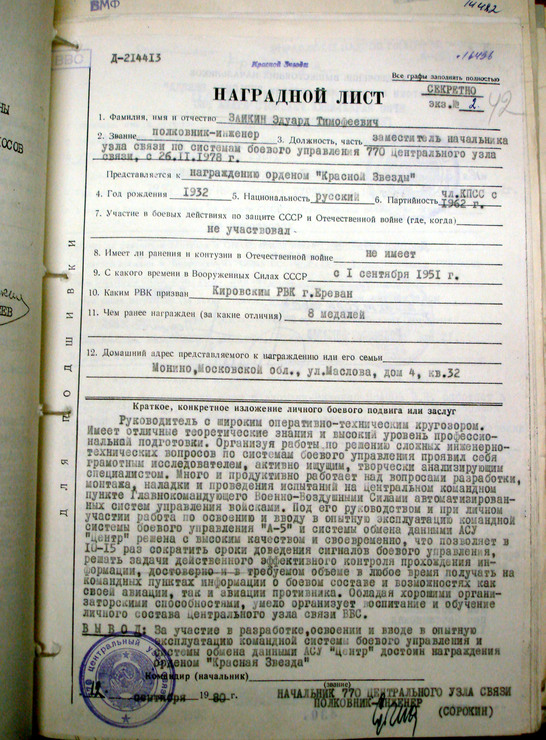 ВМФ
14482
ВВО
Д-214413
Красной Звезды
16486
Все графы заполнять полностью
СЕКРЕТНО
экз.№ 2
42
НАГРАДНОЙ ЛИСТ
1. Фамилия, имя и отчество ЗАИКИН Эдуард Тимофеевич
2. Звание полковник-инженер 3. Должность, часть заместитель начальника
узла связи по системам боевого управления 770 центрального узла
связи, с 26.II.1978 г.
Представляется к награждению орденом "Красной Звезды"
4. Год рождения 1932 5. Национальность русский 6. Партийность чл.КПСС с 1962 г.
7. Участие в боевых действиях по защите СССР и Отечественной войне (где, когда)
не участвовал
8. Имеет ли ранения и контузии в Отечественной войне не имеет
9. С какого времени в Вооруженных Силах СССР с I сентября 1951 г.
10. Каким РВК призван Кировским РВК г.Ереван
11. Чем ранее награжден (за какие отличия) 8 медалей
12. Домашний адрес представляемого к награждению или его семьи
Монино,Московской обл., ул.Маслова, дом 4, кв.32
Краткое, конкретное изложение личного боевого подвига или заслуг
Руководитель с широким оперативно-техническим кругозором.
Имеет отличные теоретические знания и высокий уровень профессио-
нальной подготовки. Организуя работы по решению сложных инженерно-
технических вопросов по системам боевого управления проявил себя
грамотным исследователем, активно ищущим, творчески анализирующим
специалистом. Много и продуктивно работает над вопросами разработки,
монтажа, наладки и проведения испытаний на центральном командном
пункте Главнокомандующего Военно-Воздушными Силами автоматизирован-
ных систем управления войсками. Под его руководством и при личном
участии работа по освоению и вводу в опытную эксплуатацию командной
системы боевого управления "А-5" и системы обмена данными АСУ
"Центр" решена с высоким качеством и своевременно, что позволяет в
10-15 раз сократить сроки доведения сигналов боевого управления,
решать задачи действенного эффективного контроля прохождения ин-
формации, достоверно и в требуемом объеме в любое время получать на
командных пунктах информации о боевом составе и возможностях как
своей авиации, так и авиации противника. Обладая хорошими органи-
заторскими способностями, умело организует воспитание и обучение
личного состава центрального узла связи ВВС.
ВЫВОД: За участие в разработке,освоении и вводе в опытную
эксплуатацию командной системы боевого управления и
системы обмена данными АСУ "Центр" достоин награждения
орденом "Красная Звезда"
Командир (начальник)
(звание)
НАЧАЛЬНИК 770 ЦЕНТРАЛЬНОГО УЗЛА СВЯЗИ
ПОЛКОВНИК-ИНЖЕНЕР
(СОРОКИН)
сентября 1980 г.
ДЛЯ ПОДШИВКИ